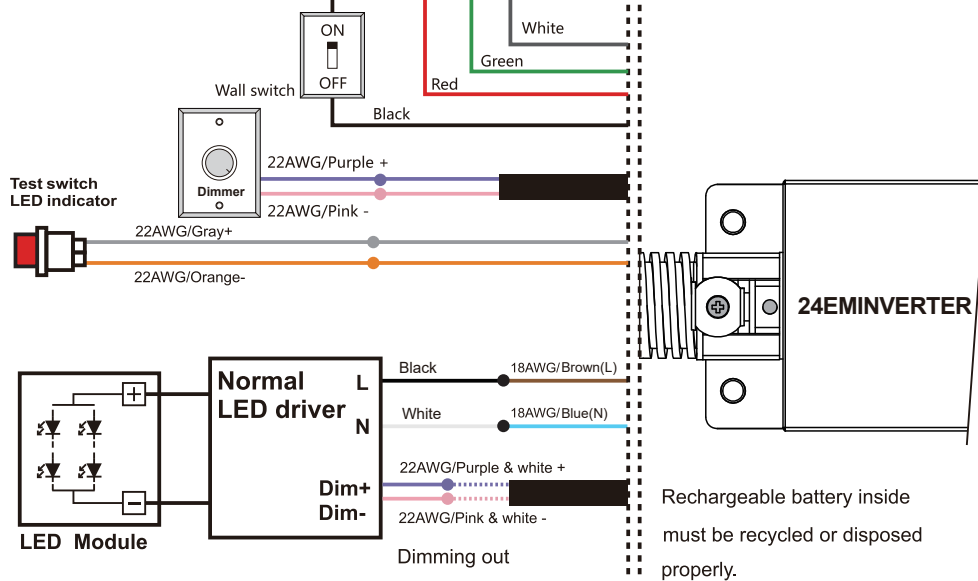 ON
OFF
Wall switch
White
Green
Red
Black
22AWG/Purple +
Dimmer
22AWG/Pink -
Test switch
LED indicator
22AWG/Gray+
22AWG/Orange-
24EMINVERTER
Normal
LED driver
L
N
Black
18AWG/Brown(L)
White
18AWG/Blue(N)
+
−
22AWG/Purple & white +
Dim+
Dim-
22AWG/Pink & white -
LED Module
Dimming out
Rechargeable battery inside
must be recycled or disposed
properly.